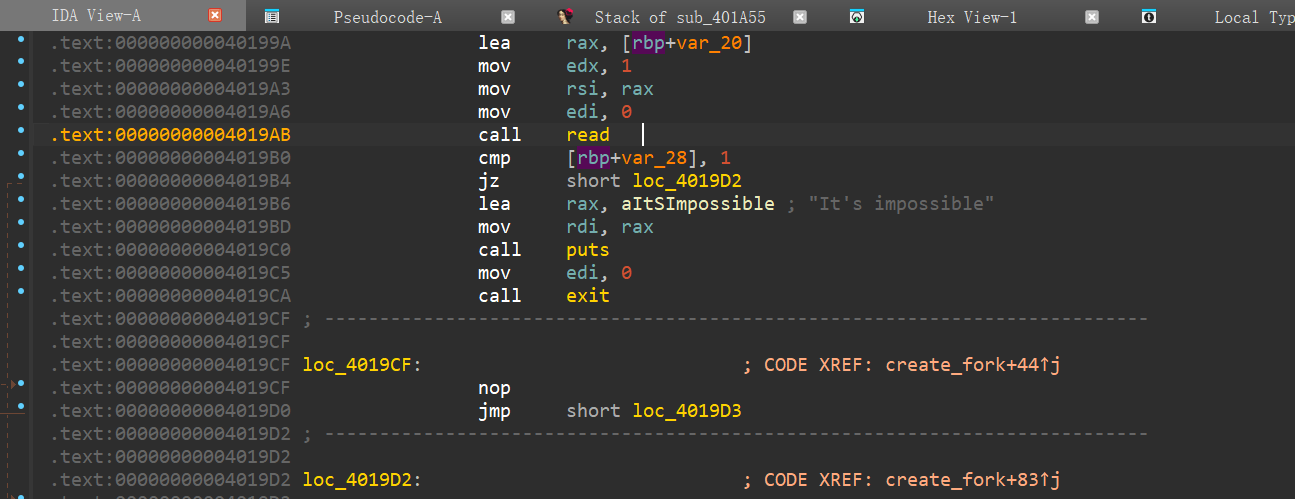 IDA View-A Pseudocode-A Stack of sub_401A55 Hex View-1 Local Typ
.text:000000000040199A lea rax, [rbp+var_20]
.text:000000000040199E mov edx, 1
.text:00000000004019A3 mov rsi, rax
.text:00000000004019A6 mov edi, 0
.text:00000000004019AB call read
.text:00000000004019B0 cmp [rbp+var_28], 1
.text:00000000004019B4 jz short loc_4019D2
.text:00000000004019B6 lea rax, aItSImpossible ; "It's impossible"
.text:00000000004019BD mov rdi, rax
.text:00000000004019C0 call puts
.text:00000000004019C5 mov edi, 0
.text:00000000004019CA call exit
.text:00000000004019CF ; ---------------------------------------------------------------------------
.text:00000000004019CF
.text:00000000004019CF loc_4019CF: ; CODE XREF: create_fork+44↑j
.text:00000000004019CF nop
.text:00000000004019D0 jmp short loc_4019D3
.text:00000000004019D2 ; ---------------------------------------------------------------------------
.text:00000000004019D2
.text:00000000004019D2 loc_4019D2: ; CODE XREF: create_fork+83↑j